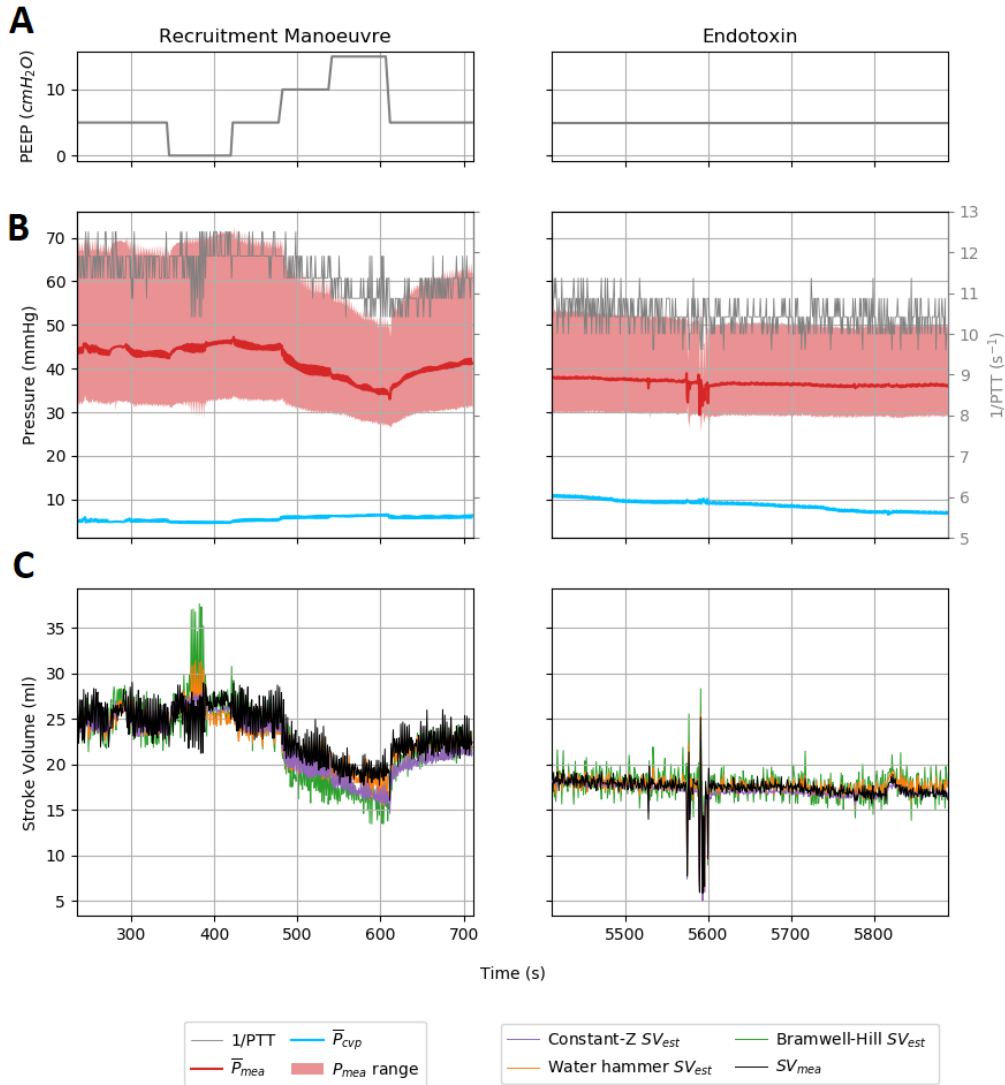 A
Recruitment Manoeuvre
Endotoxin
PEEP (cmH₂O)
10
0
B
Pressure (mmHg)
70
60
50
40
30
20
10
13
12
11
10
9
8
7
6
5
1/PTT (s⁻¹)
C
Stroke Volume (ml)
35
30
25
20
15
10
5
300 400 500 600 700
5500 5600 5700 5800
Time (s)
1/PTT
P̅mea
P̅cvp
Pmea range
Constant-Z SVest
Water hammer SVest
Bramwell-Hill SVest
SVmea